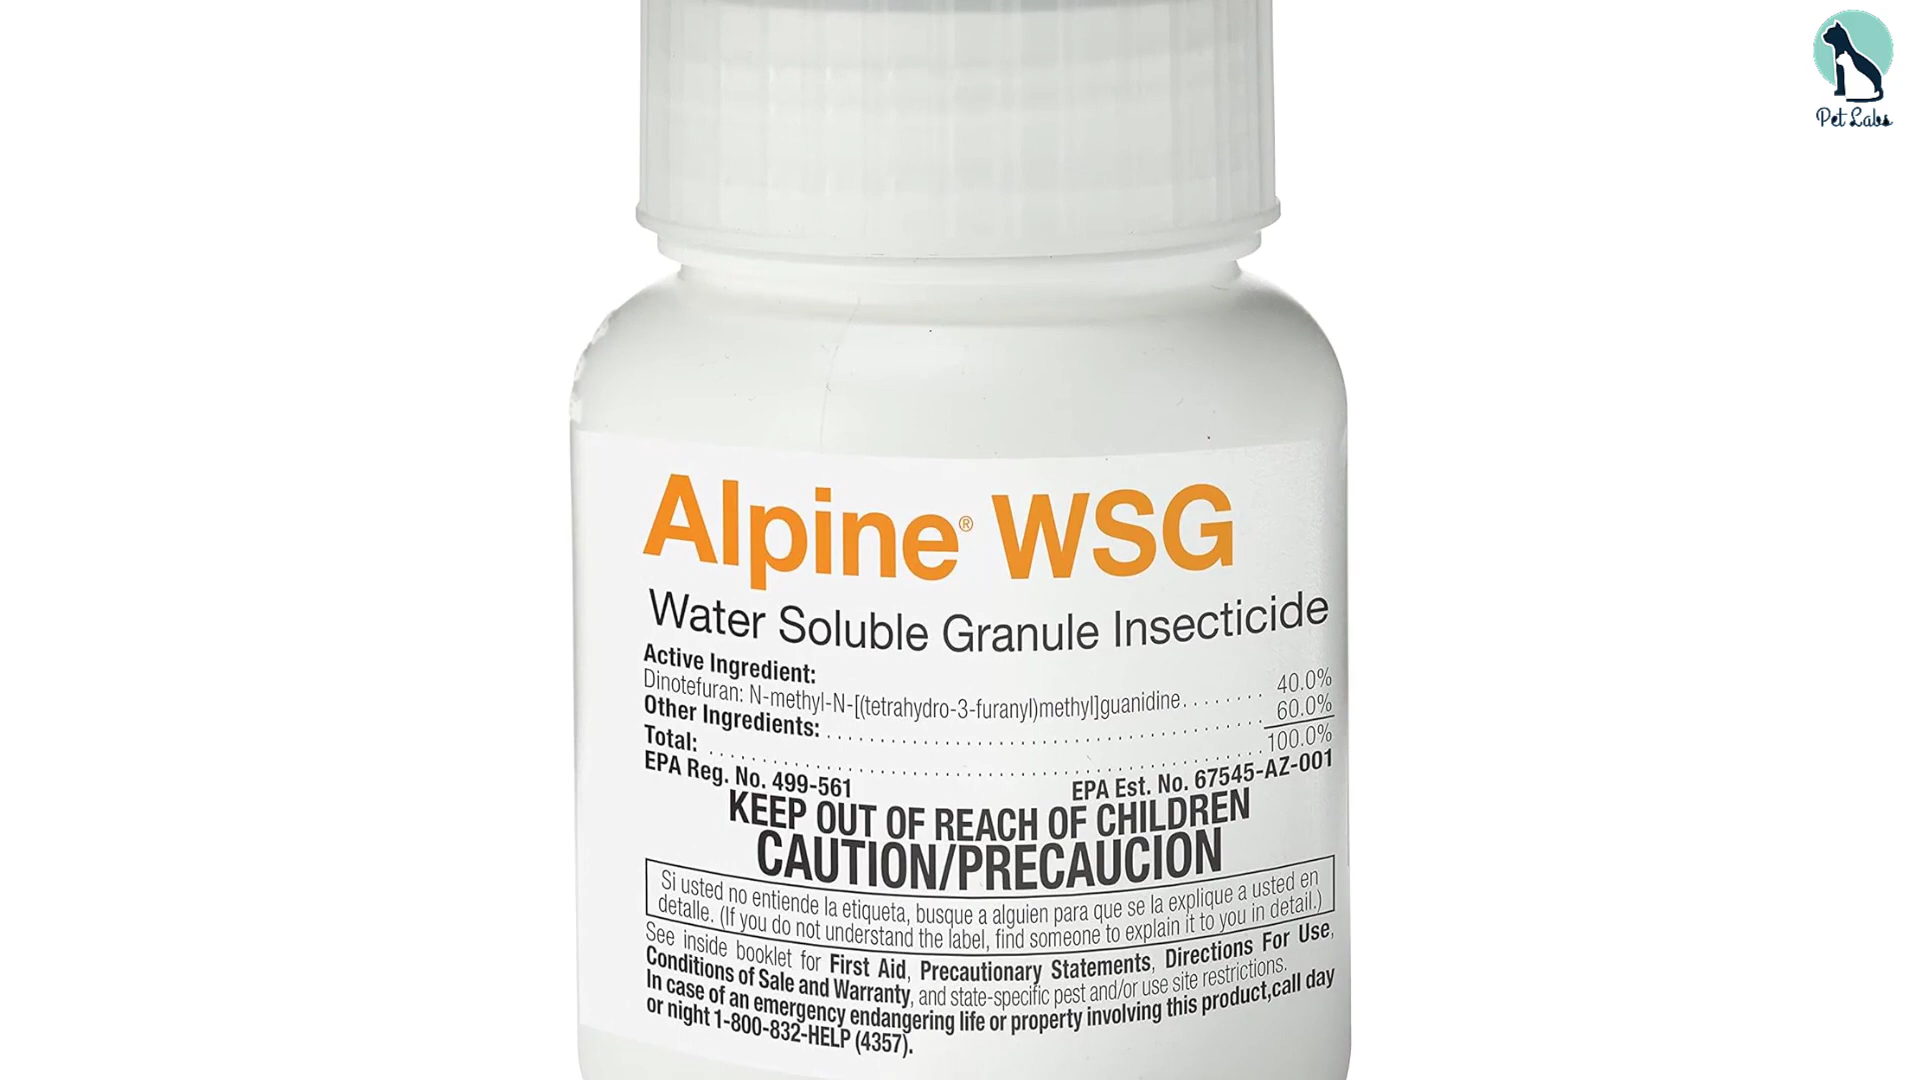 Pet Labs
Alpine® WSG
Water Soluble Granule Insecticide
Active Ingredient:
Dinotefuran: N-methyl-N-[(tetrahydro-3-furanyl)methyl]guanidine........ 40.0%
Other Ingredients: ........ 60.0%
Total: ........ 100.0%
EPA Reg. No. 499-561 EPA Est. No. 67545-AZ-001
KEEP OUT OF REACH OF CHILDREN
CAUTION/PRECAUCION
Si usted no entiende la etiqueta, busque a alguien para que se la explique a usted en
detalle. (If you do not understand the label, find someone to explain it to you in detail.)
See inside booklet for First Aid, Precautionary Statements, Directions For Use,
Conditions of Sale and Warranty, and state-specific pest and/or use site restrictions.
In case of an emergency endangering life or property involving this product,call day
or night 1-800-832-HELP (4357).